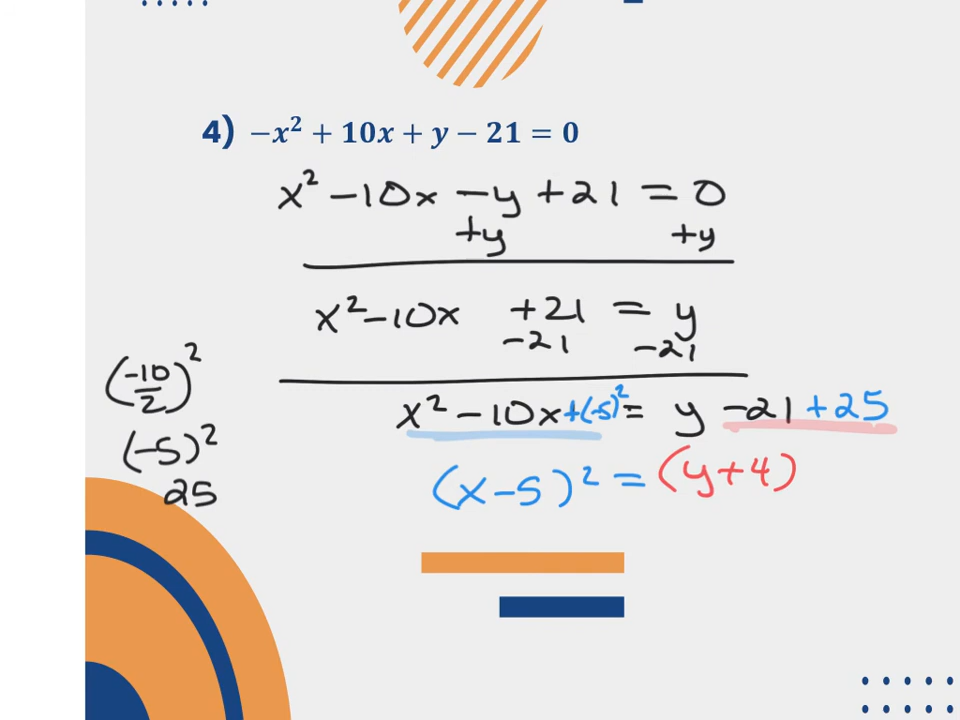 4) −x² + 10x + y − 21 = 0
x² −10x −y +21 = 0
+y +y
x² −10x +21 = y
−21 −21
(−10/2)²
x² −10x +(−5)² = y −21 +25
(−5)²
(x−5)² = (y+4)
25